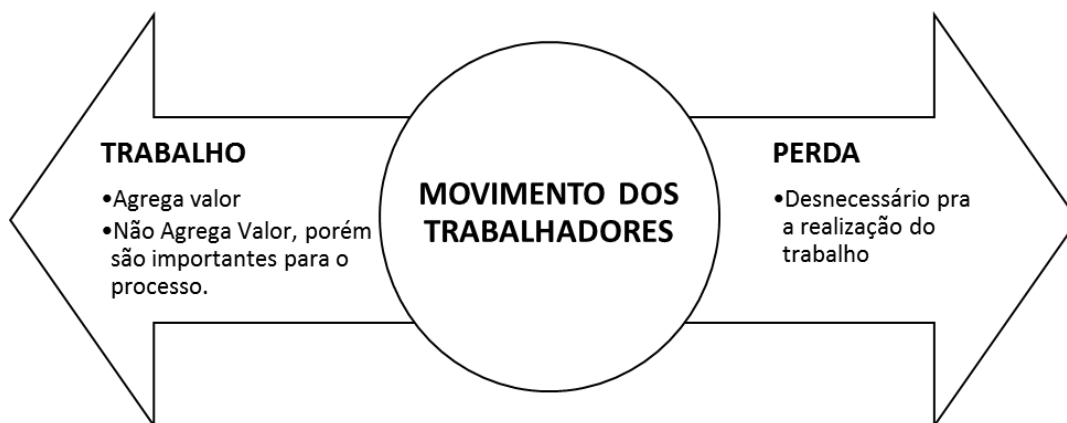 TRABALHO
•Agrega valor
•Não Agrega Valor, porém
são importantes para o
processo.
MOVIMENTO DOS
TRABALHADORES
PERDA
•Desnecessário pra
a realização do
trabalho